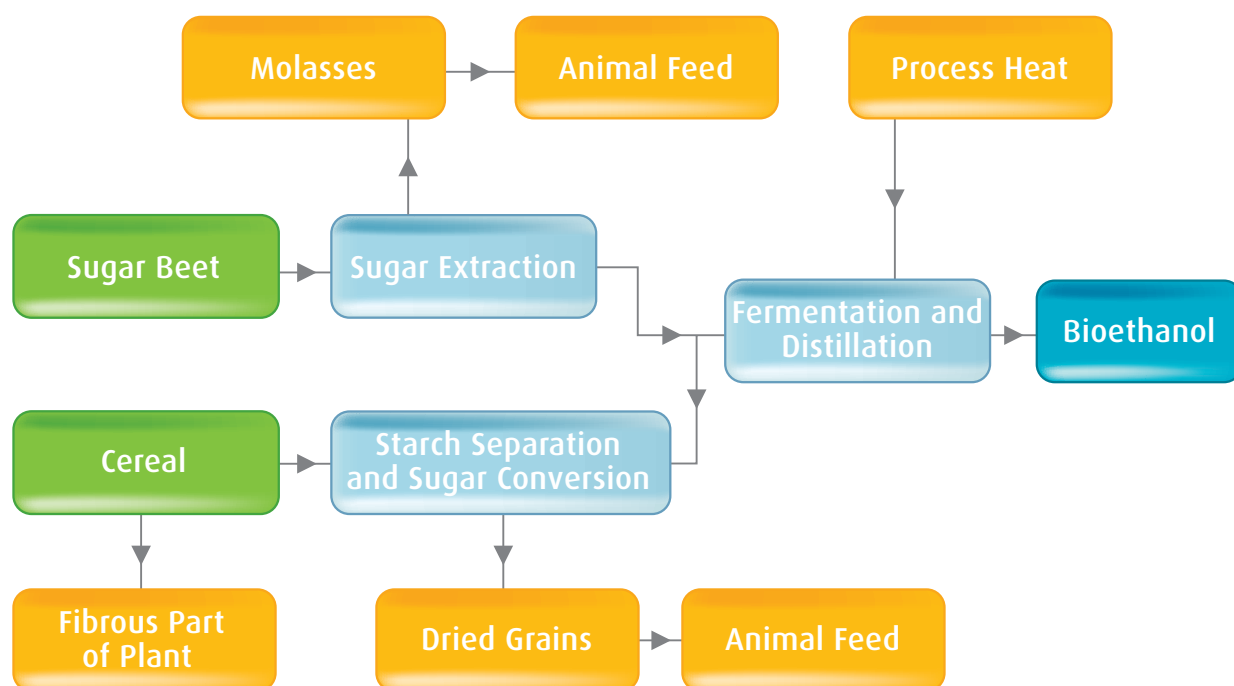 Molasses
Animal Feed
Process Heat
Sugar Beet
Sugar Extraction
Fermentation and
Distillation
Bioethanol
Cereal
Starch Separation
and Sugar Conversion
Fibrous Part
of Plant
Dried Grains
Animal Feed